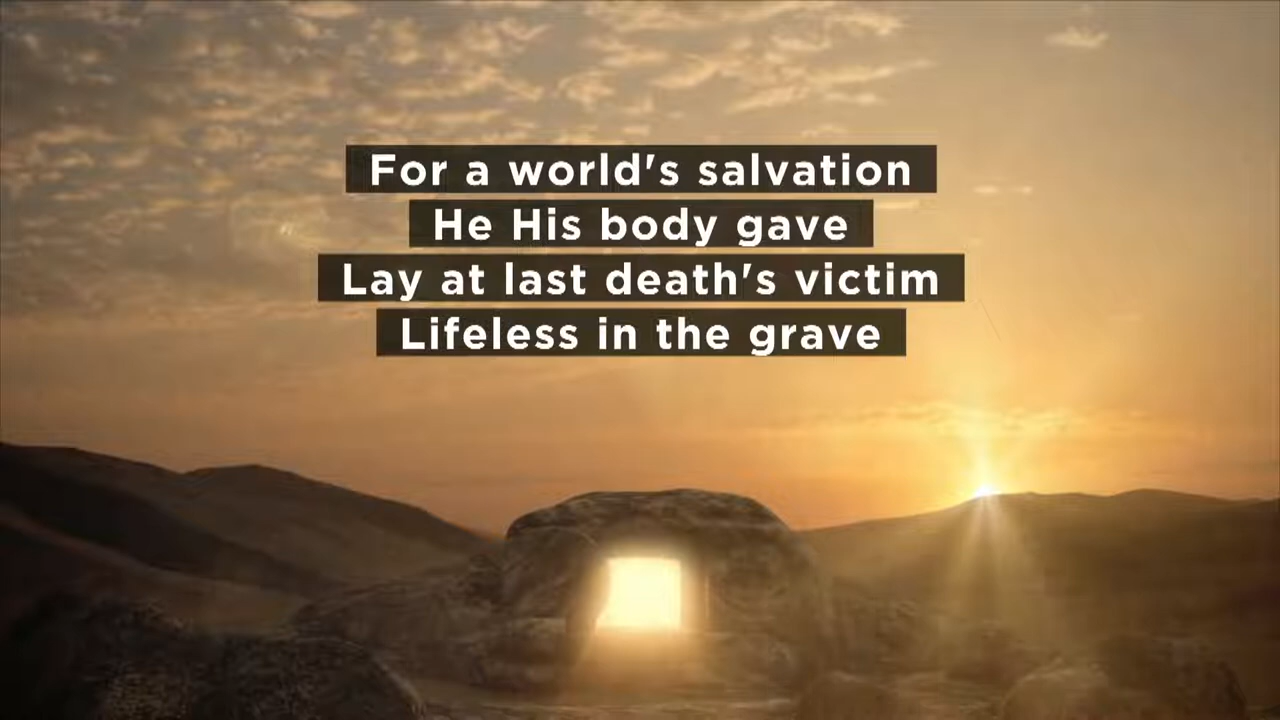 For a world's salvation
He His body gave
Lay at last death's victim
Lifeless in the grave